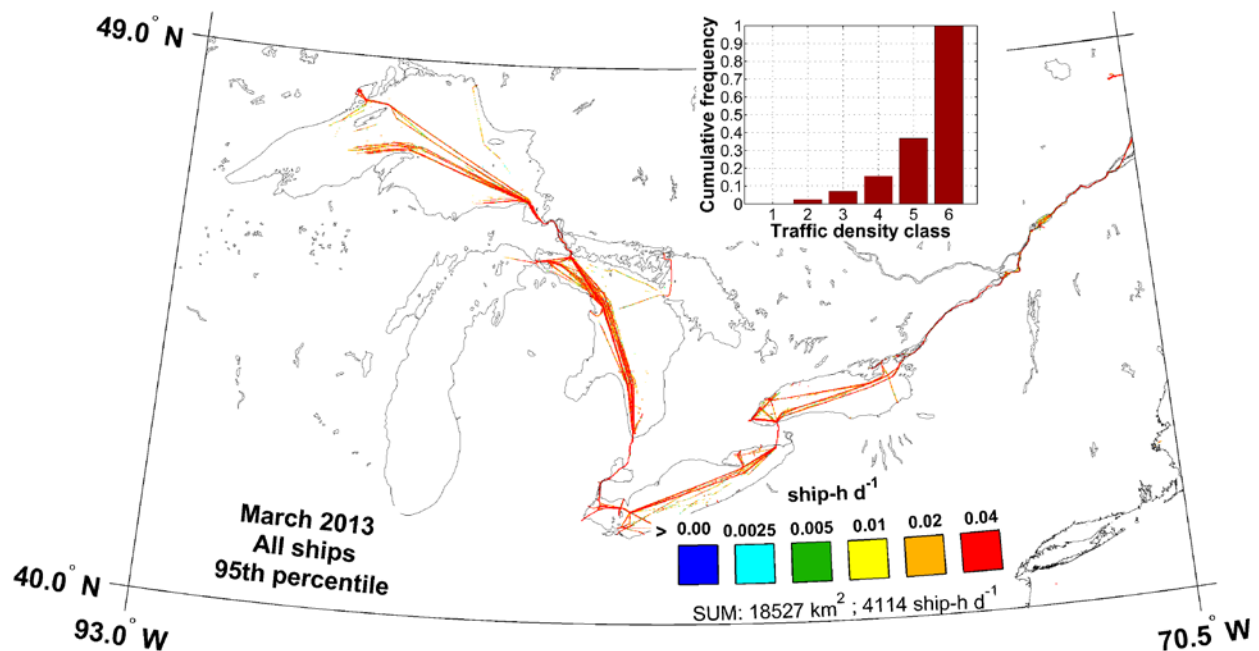 49.0° N
Cumulative frequency
1
0.9
0.8
0.7
0.6
0.5
0.4
0.3
0.2
0.1
0
1 2 3 4 5 6
Traffic density class
March 2013
All ships
95th percentile
ship-h d⁻¹
> 0.00 0.0025 0.005 0.01 0.02 0.04
SUM: 18527 km² ; 4114 ship-h d⁻¹
40.0° N
93.0° W
70.5° W